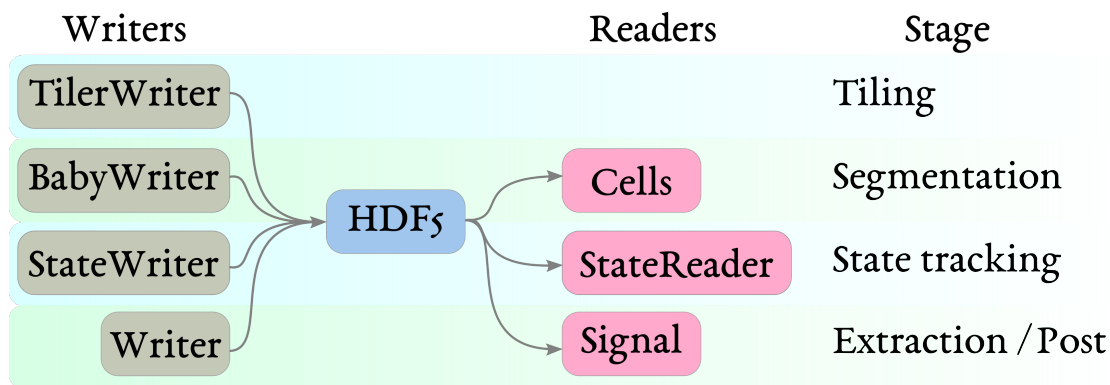 Writers Readers Stage
TilerWriter Tiling
BabyWriter Cells Segmentation
HDF5
StateWriter StateReader State tracking
Writer Signal Extraction / Post